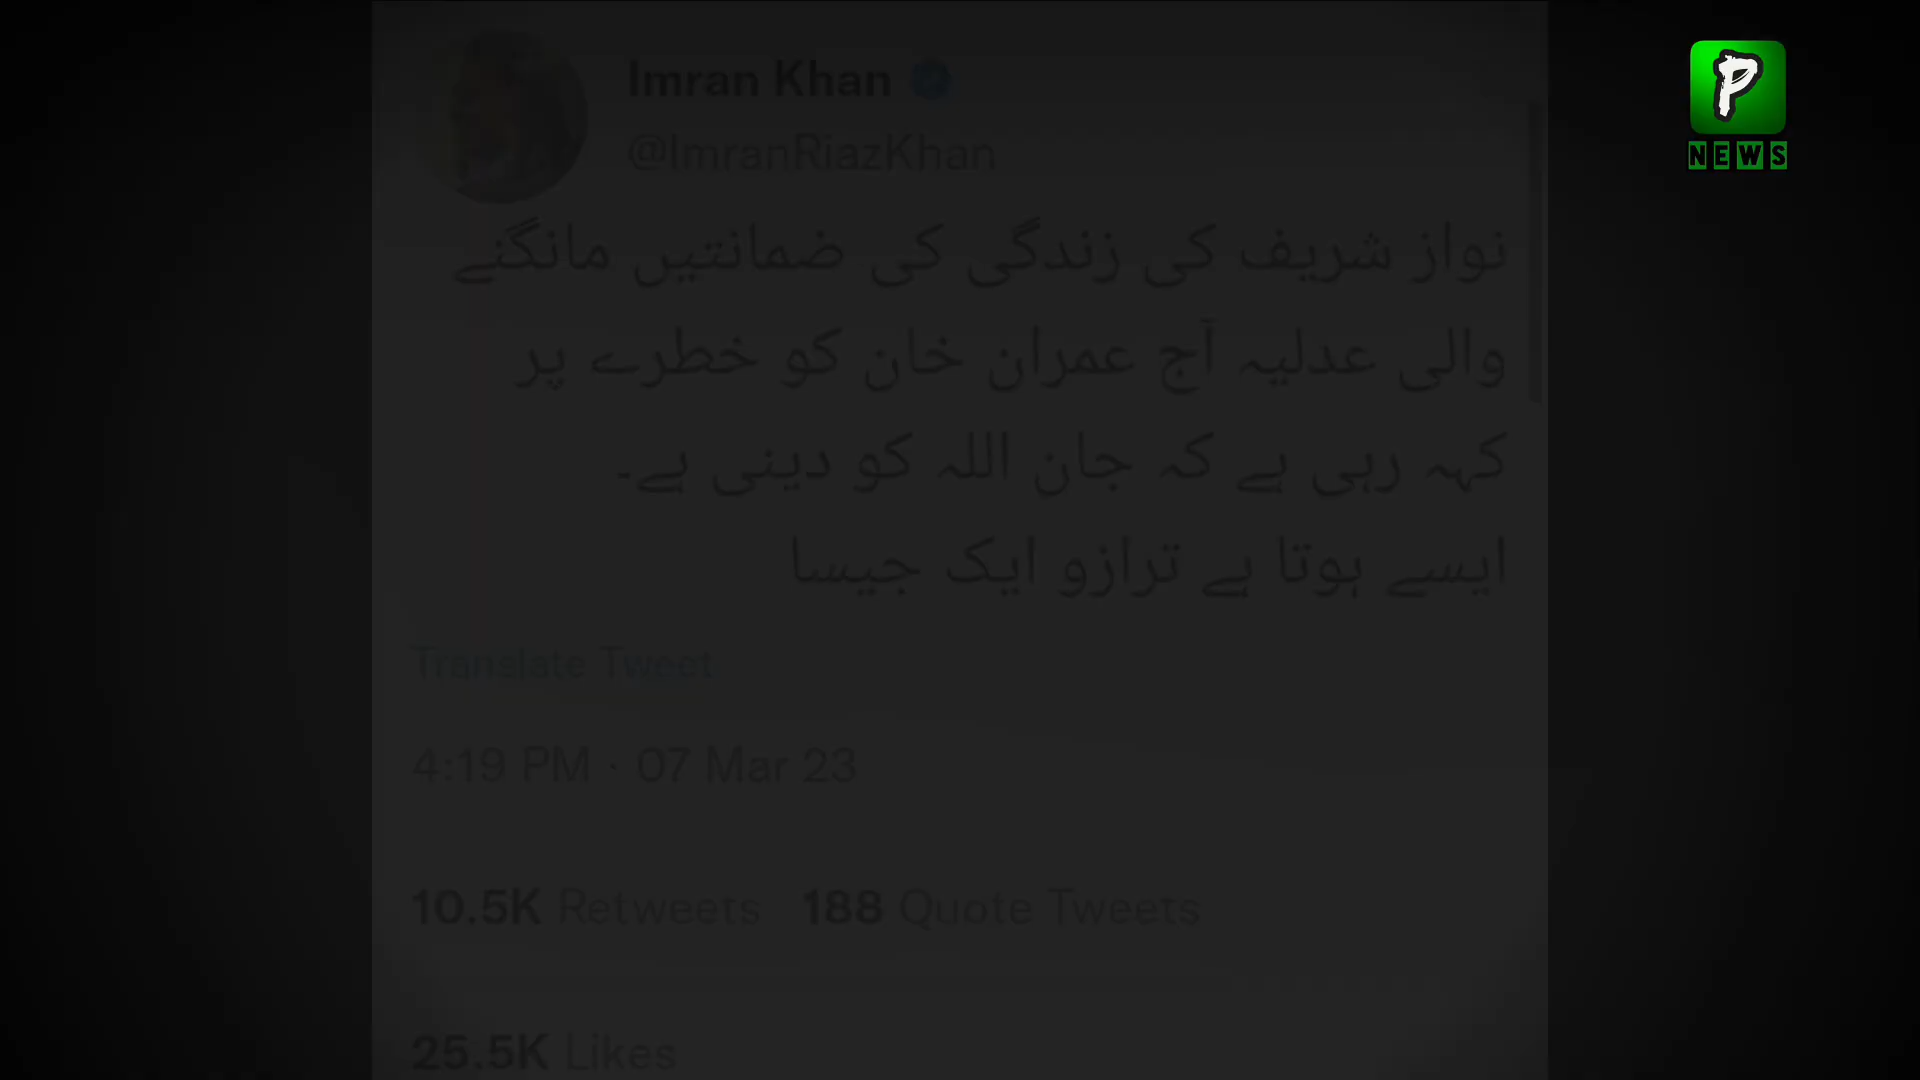 Imran Khan
@ImranRiazKhan
نواز شریف کی زندگی کی ضمانتیں مانگنے
والی عدلیہ آج عمران خان کو خطرے پر
کہہ رہی ہے کہ جان اللہ کو دینی ہے۔
ایسے ہوتا ہے ترازو ایک جیسا
Translate Tweet
4:19 PM · 07 Mar 23
10.5K Retweets 188 Quote Tweets
25.5K Likes
P
NEWS